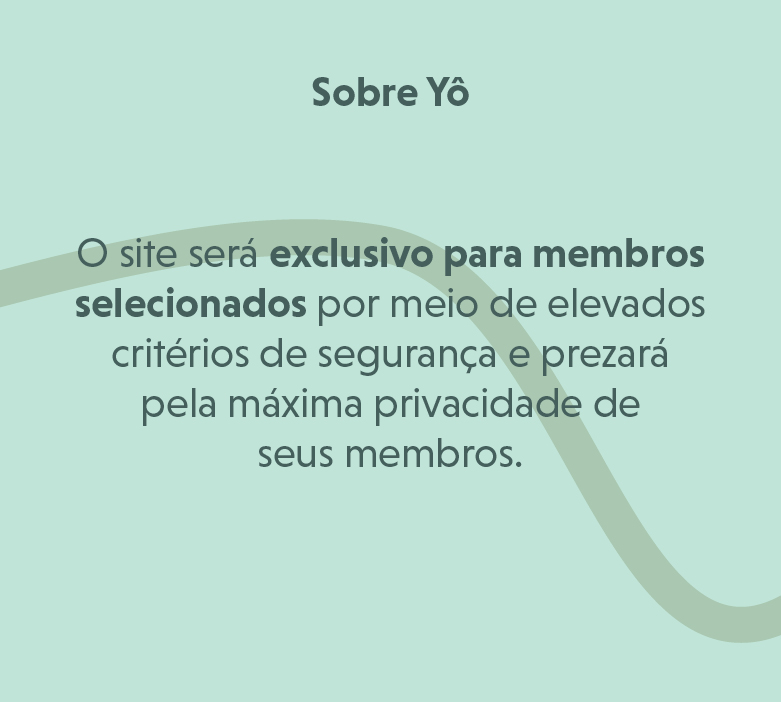 Sobre Yô
O site será exclusivo para membros
selecionados por meio de elevados
critérios de segurança e prezará
pela máxima privacidade de
seus membros.